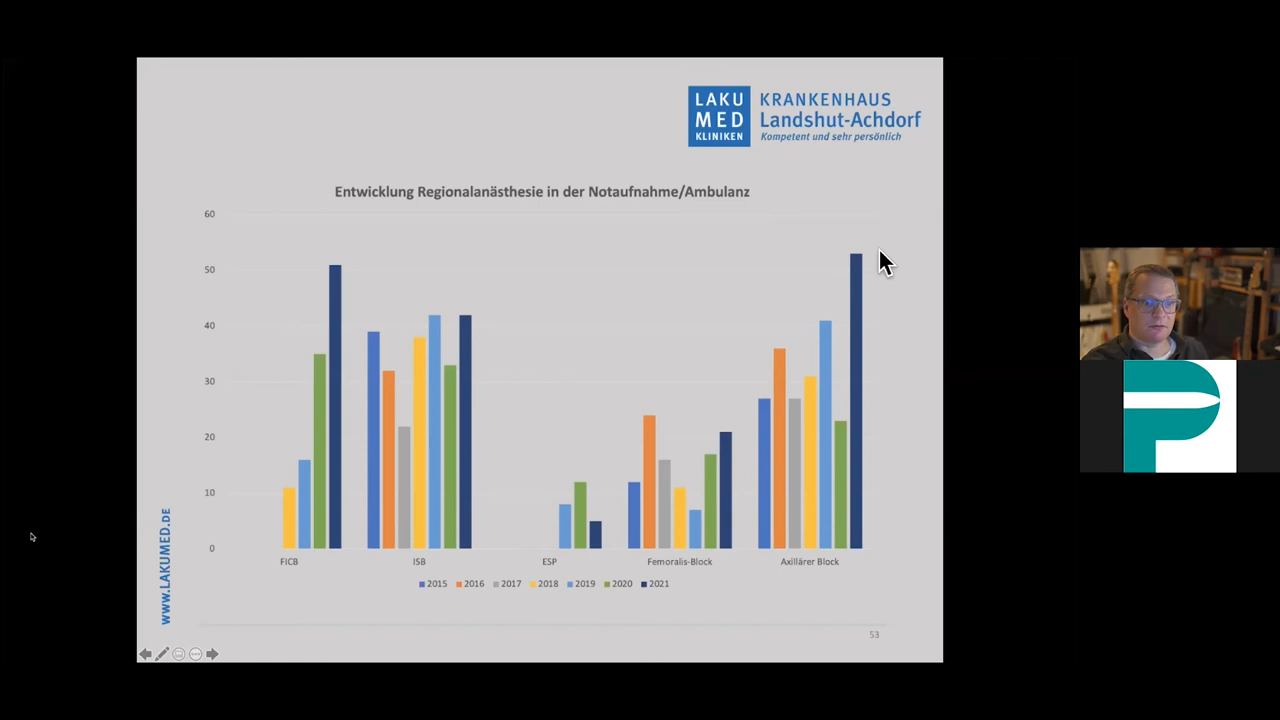 LAKU
MED
KLINIKEN
KRANKENHAUS
Landshut-Achdorf
Kompetent und sehr persönlich
Entwicklung Regionalanästhesie in der Notaufnahme/Ambulanz
60
50
40
30
20
10
0
FICB ISB ESP Femoralis-Block Axillärer Block
2015 2016 2017 2018 2019 2020 2021
www.LAKUMED.DE
53